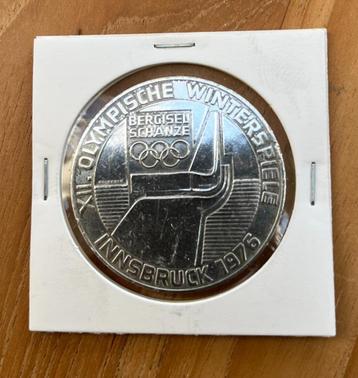 XII. OLYMPISCHE WINTERSPIELE
BERGISEL
SCHANZE
INNSBRUCK 1976